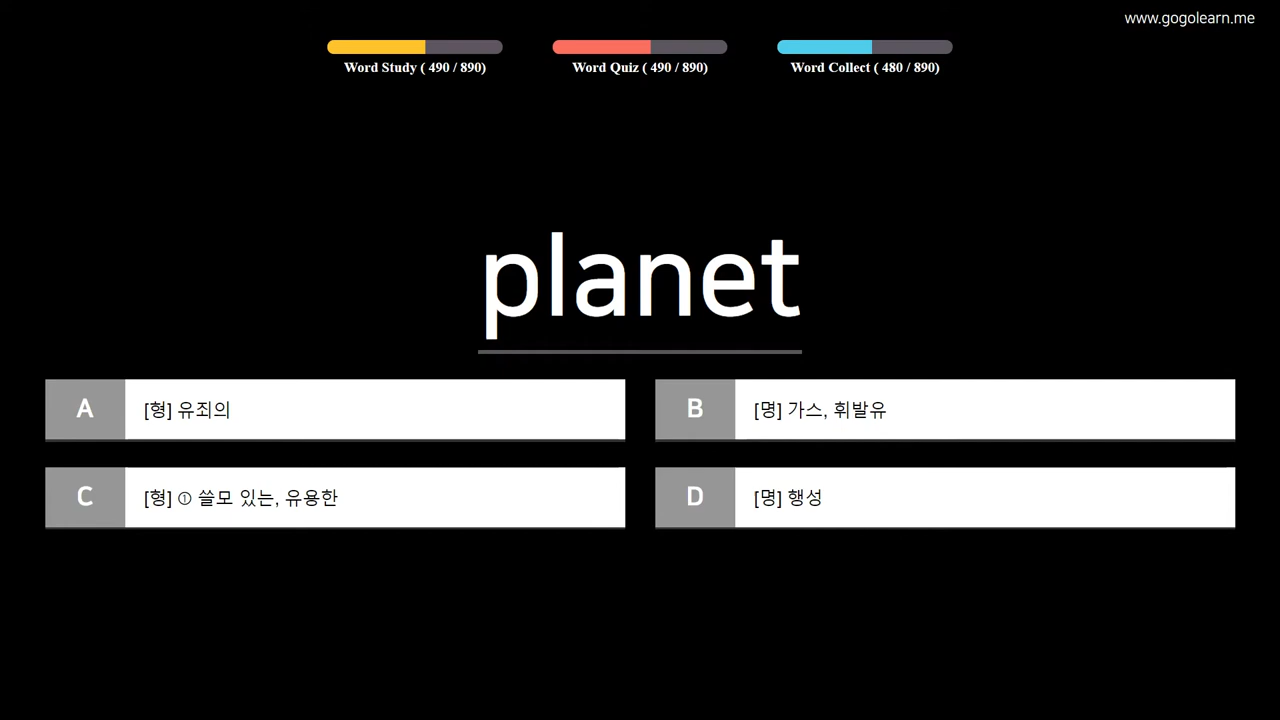 www.gogolearn.me
Word Study ( 490 / 890)
Word Quiz ( 490 / 890)
Word Collect ( 480 / 890)
planet
A [형] 유죄의
B [명] 가스, 휘발유
C [형] ① 쓸모 있는, 유용한
D [명] 행성